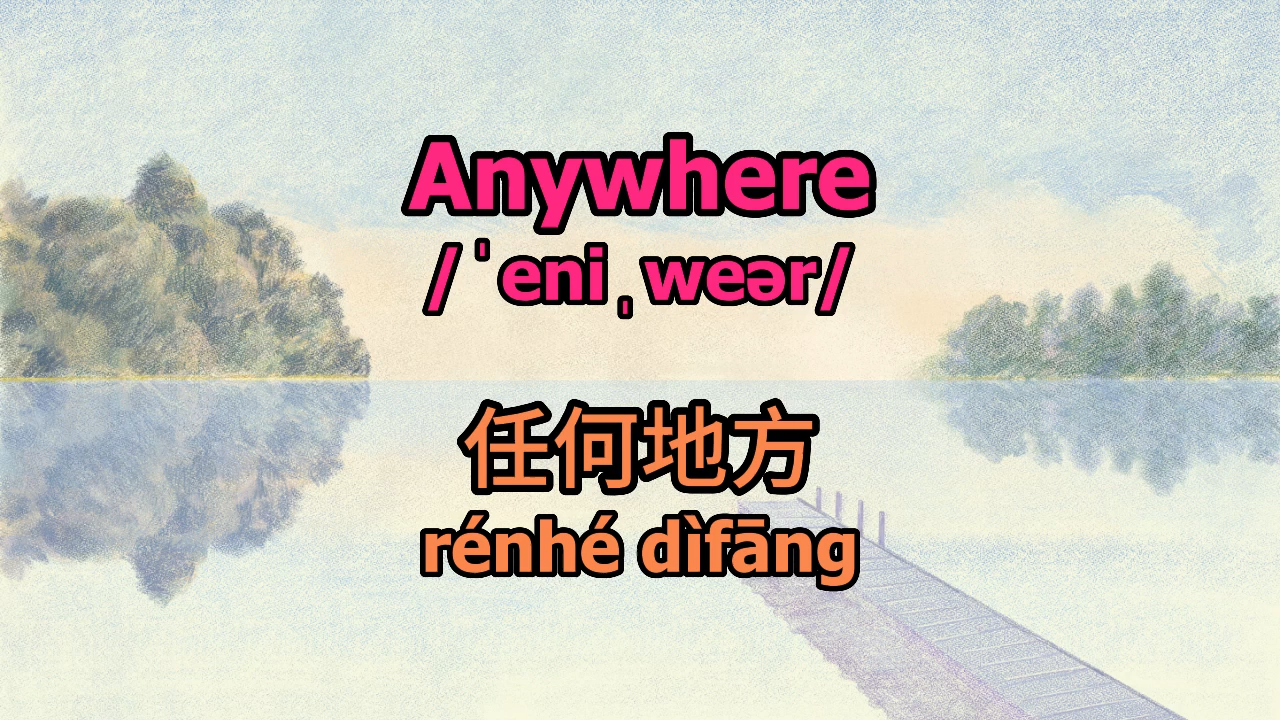 Anywhere
/ˈeniˌweər/
任何地方
rénhé dìfāng